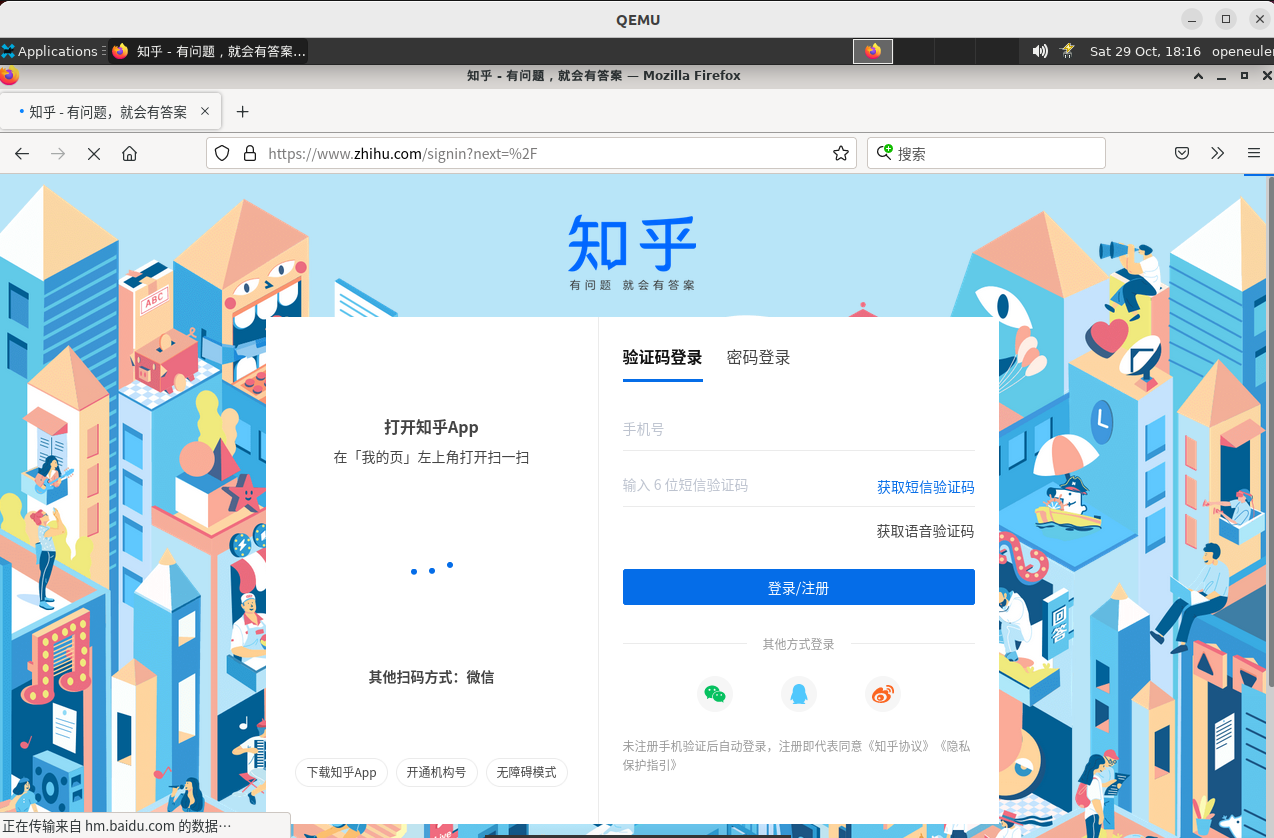 QEMU
Applications
知乎 - 有问题，就会有答案...
Sat 29 Oct, 18:16
openeuler
知乎 - 有问题，就会有答案 — Mozilla Firefox
知乎 - 有问题，就会有答案
https://www.zhihu.com/signin?next=%2F
搜索
知乎
有问题 就会有答案
ABC
打开知乎App
在「我的页」左上角打开扫一扫
其他扫码方式：微信
下载知乎App
开通机构号
无障碍模式
验证码登录
密码登录
手机号
输入 6 位短信验证码
获取短信验证码
获取语音验证码
登录/注册
其他方式登录
未注册手机验证后自动登录，注册即代表同意《知乎协议》《隐私
保护指引》
回答
正在传输来自 hm.baidu.com 的数据…